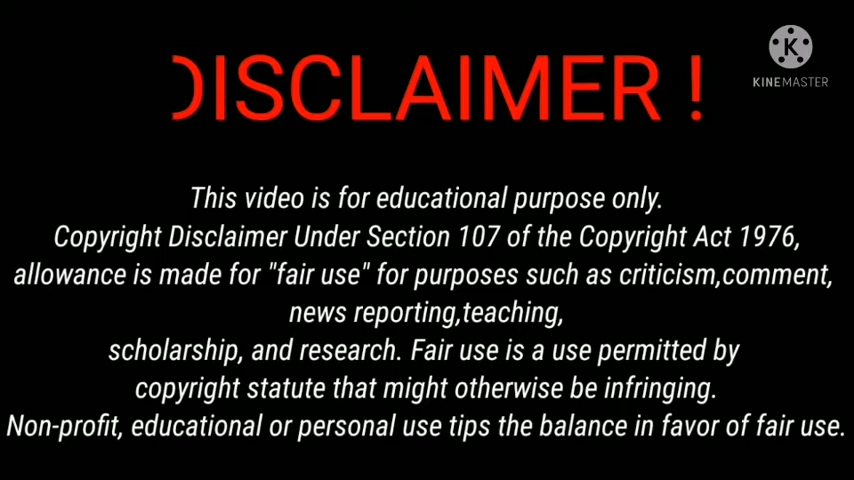 DISCLAIMER !
K
KINEMASTER
This video is for educational purpose only.
Copyright Disclaimer Under Section 107 of the Copyright Act 1976,
allowance is made for "fair use" for purposes such as criticism,comment,
news reporting,teaching,
scholarship, and research. Fair use is a use permitted by
copyright statute that might otherwise be infringing.
Non-profit, educational or personal use tips the balance in favor of fair use.